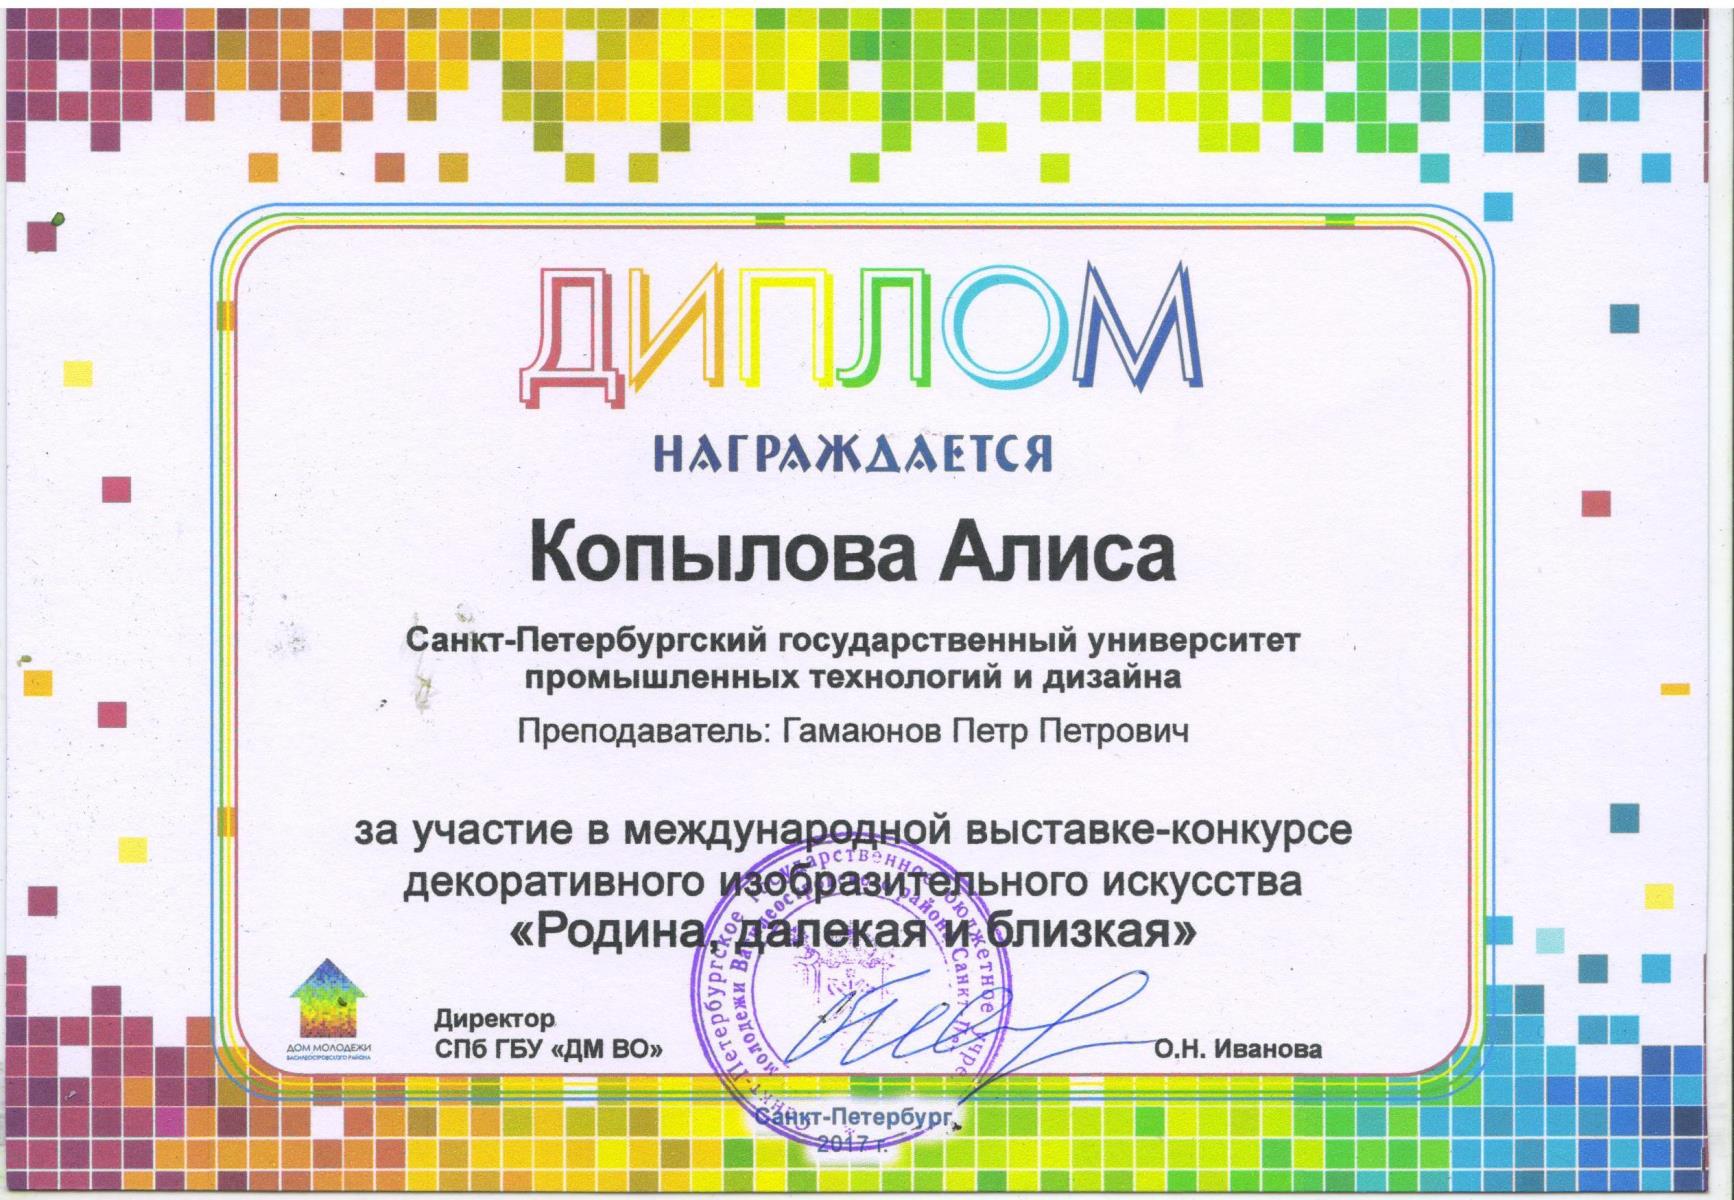 ДИПЛОМ
НАГРАЖДАЕТСЯ
Копылова Алиса
Санкт-Петербургский государственный университет
промышленных технологий и дизайна
Преподаватель: Гамаюнов Петр Петрович
за участие в международной выставке-конкурсе
декоративного изобразительного искусства
«Родина, далекая и близкая»
ДОМ МОЛОДЕЖИ
ВАСИЛЕОСТРОВСКОГО РАЙОНА
Директор
СПб ГБУ «ДМ ВО»
О.Н. Иванова
Санкт-Петербург
2017 г.